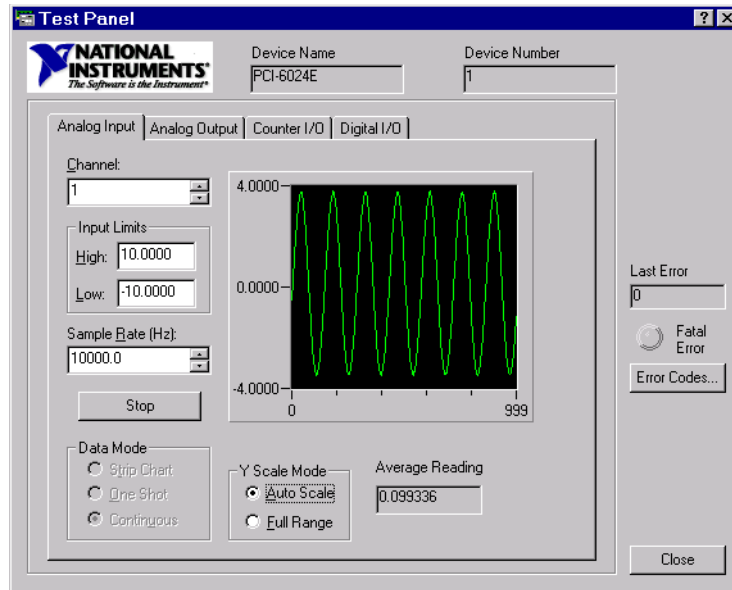 Test Panel
NATIONAL
INSTRUMENTS
The Software is the Instrument
Device Name
PCI-6024E
Device Number
1
Analog Input
Analog Output
Counter I/O
Digital I/O
Channel:
1
Input Limits
High: 10.0000
Low: -10.0000
Sample Rate (Hz):
10000.0
Stop
4.0000
0.0000
-4.0000
0
999
Data Mode
Strip Chart
One Shot
Continuous
Y Scale Mode
Auto Scale
Full Range
Average Reading
0.099336
Last Error
0
Fatal
Error
Error Codes...
Close